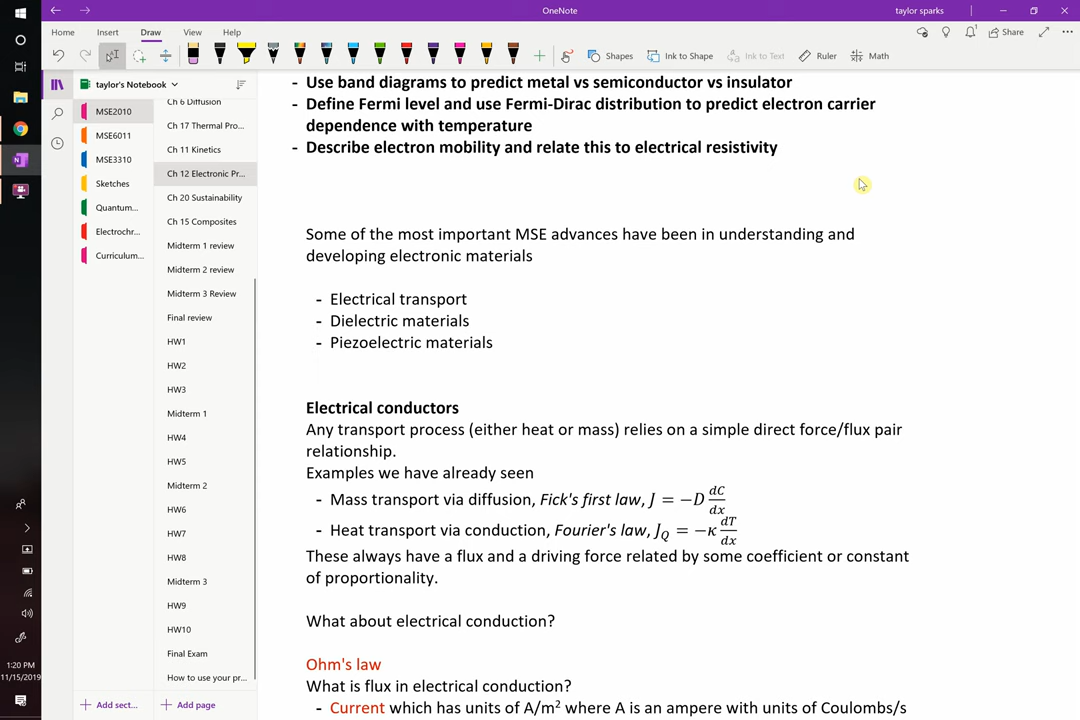 OneNote
taylor sparks
Home
Insert
Draw
View
Help
Share
Shapes
Ink to Shape
Ink to Text
Ruler
Math
taylor's Notebook
MSE2010
MSE6011
MSE3310
Sketches
Quantum...
Electrochr...
Curriculum...
Add sect...
Ch 6 Diffusion
Ch 17 Thermal Pro...
Ch 11 Kinetics
Ch 12 Electronic Pr...
Ch 20 Sustainability
Ch 15 Composites
Midterm 1 review
Midterm 2 review
Midterm 3 Review
Final review
HW1
HW2
HW3
Midterm 1
HW4
HW5
Midterm 2
HW6
HW7
HW8
Midterm 3
HW9
HW10
Final Exam
How to use your pr...
Add page
- Use band diagrams to predict metal vs semiconductor vs insulator
- Define Fermi level and use Fermi-Dirac distribution to predict electron carrier
dependence with temperature
- Describe electron mobility and relate this to electrical resistivity
Some of the most important MSE advances have been in understanding and
developing electronic materials
- Electrical transport
- Dielectric materials
- Piezoelectric materials
Electrical conductors
Any transport process (either heat or mass) relies on a simple direct force/flux pair
relationship.
Examples we have already seen
- Mass transport via diffusion, Fick's first law, J = −D dC/dx
- Heat transport via conduction, Fourier's law, J_Q = −κ dT/dx
These always have a flux and a driving force related by some coefficient or constant
of proportionality.
What about electrical conduction?
Ohm's law
What is flux in electrical conduction?
- Current which has units of A/m² where A is an ampere with units of Coulombs/s
1:20 PM
11/15/2019